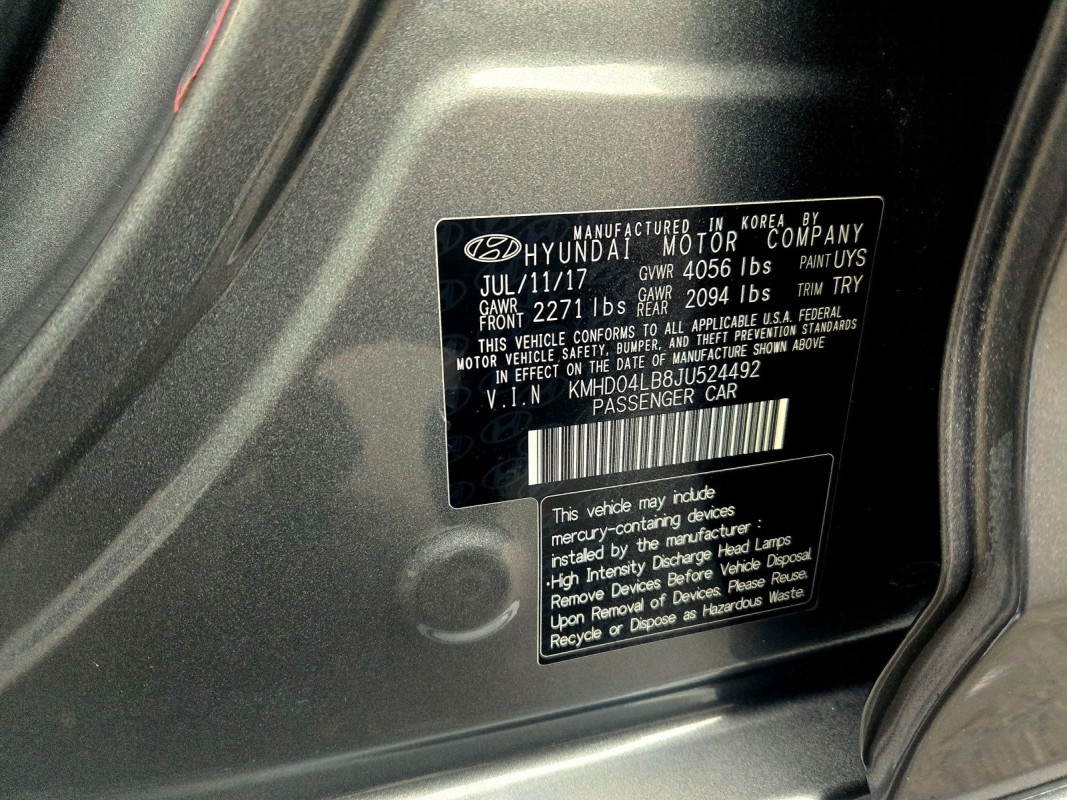 MANUFACTURED IN KOREA BY
HYUNDAI MOTOR COMPANY
JUL/11/17 GVWR 4056 lbs PAINT UYS
GAWR FRONT 2271 lbs GAWR REAR 2094 lbs TRIM TRY
THIS VEHICLE CONFORMS TO ALL APPLICABLE U.S.A. FEDERAL
MOTOR VEHICLE SAFETY, BUMPER, AND THEFT PREVENTION STANDARDS
IN EFFECT ON THE DATE OF MANUFACTURE SHOWN ABOVE
V.I.N KMHD04LB8JU524492
PASSENGER CAR
This vehicle may include
mercury-containing devices
installed by the manufacturer :
·High Intensity Discharge Head Lamps
Remove Devices Before Vehicle Disposal.
Upon Removal of Devices. Please Reuse,
Recycle or Dispose as Hazardous Waste.